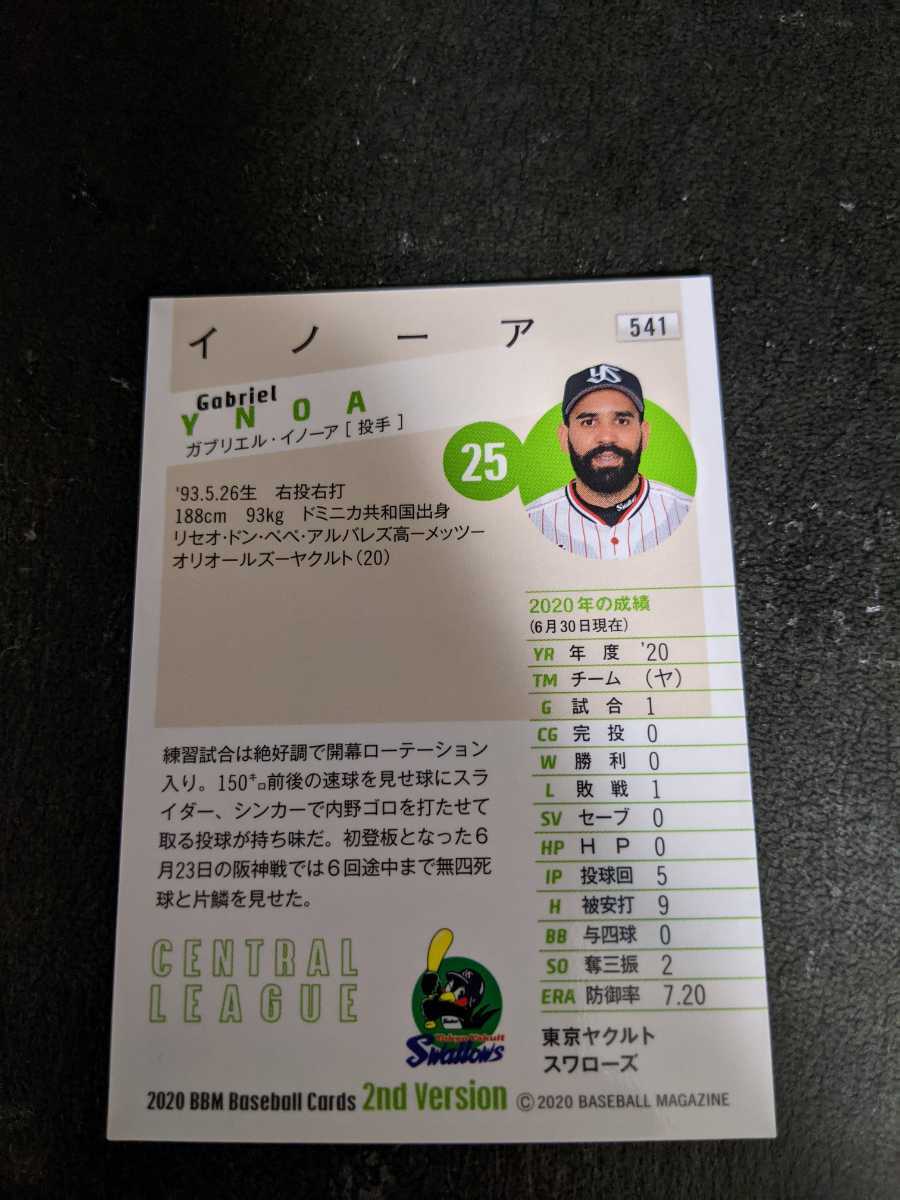 イノーア
541
Gabriel
YNOA
ガブリエル・イノーア [ 投手 ]
25
'93.5.26生 右投右打
188cm 93kg ドミニカ共和国出身
リセオ・ドン・ペペ・アルバレズ高ーメッツー
オリオールズーヤクルト(20)
2020年の成績
(6月30日現在)
YR 年度 '20
TM チーム (ヤ)
G 試合 1
CG 完投 0
W 勝利 0
L 敗戦 1
SV セーブ 0
HP HP 0
IP 投球回 5
H 被安打 9
BB 与四球 0
SO 奪三振 2
ERA 防御率 7.20
練習試合は絶好調で開幕ローテーション
入り。150㌔前後の速球を見せ球にスラ
イダー、シンカーで内野ゴロを打たせて
取る投球が持ち味だ。初登板となった6
月23日の阪神戦では6回途中まで無四死
球と片鱗を見せた。
CENTRAL
LEAGUE
Tokyo Yakult
Swallows
東京ヤクルト
スワローズ
2020 BBM Baseball Cards 2nd Version © 2020 BASEBALL MAGAZINE